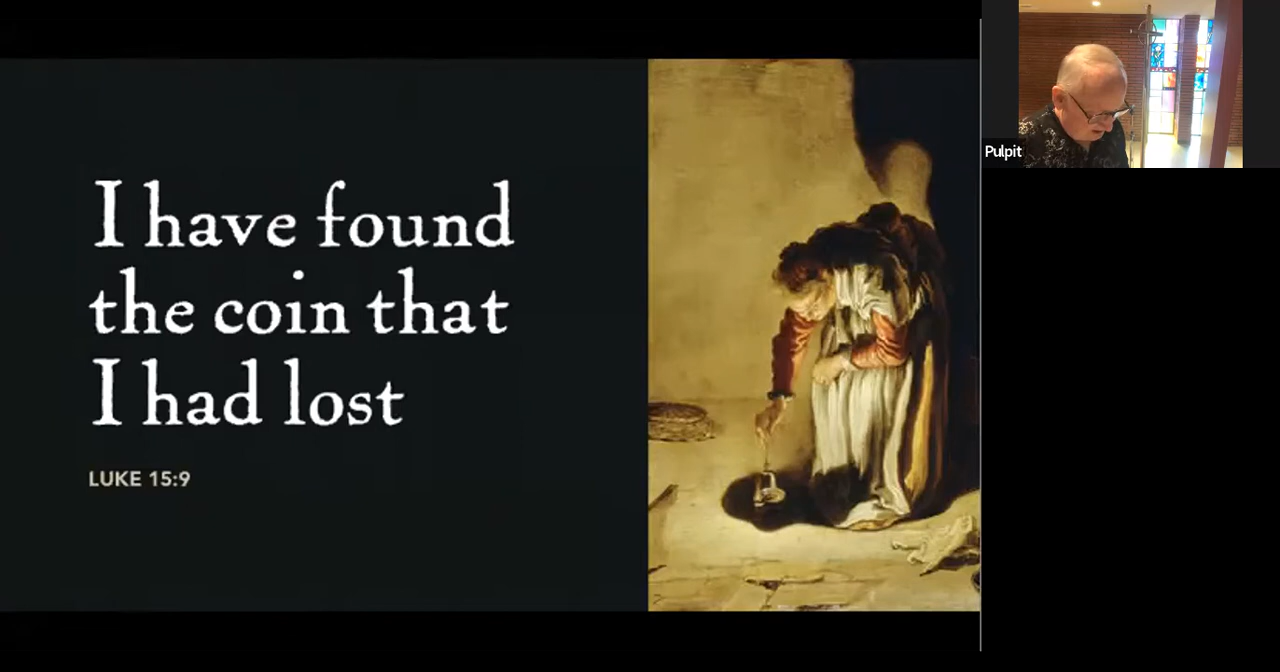 I have found
the coin that
I had lost
LUKE 15:9
Pulpit